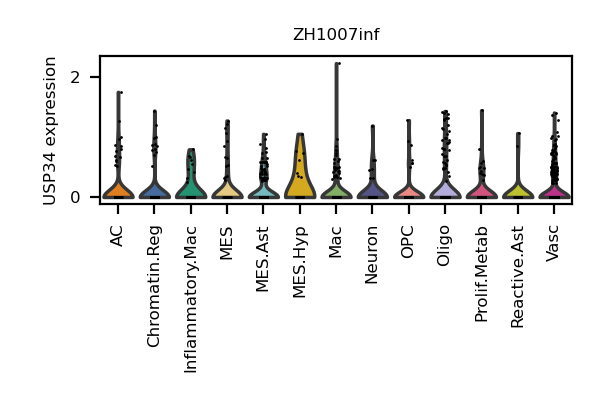 ZH1007inf
USP34 expression
2
0
AC
Chromatin.Reg
Inflammatory.Mac
MES
MES.Ast
MES.Hyp
Mac
Neuron
OPC
Oligo
Prolif.Metab
Reactive.Ast
Vasc